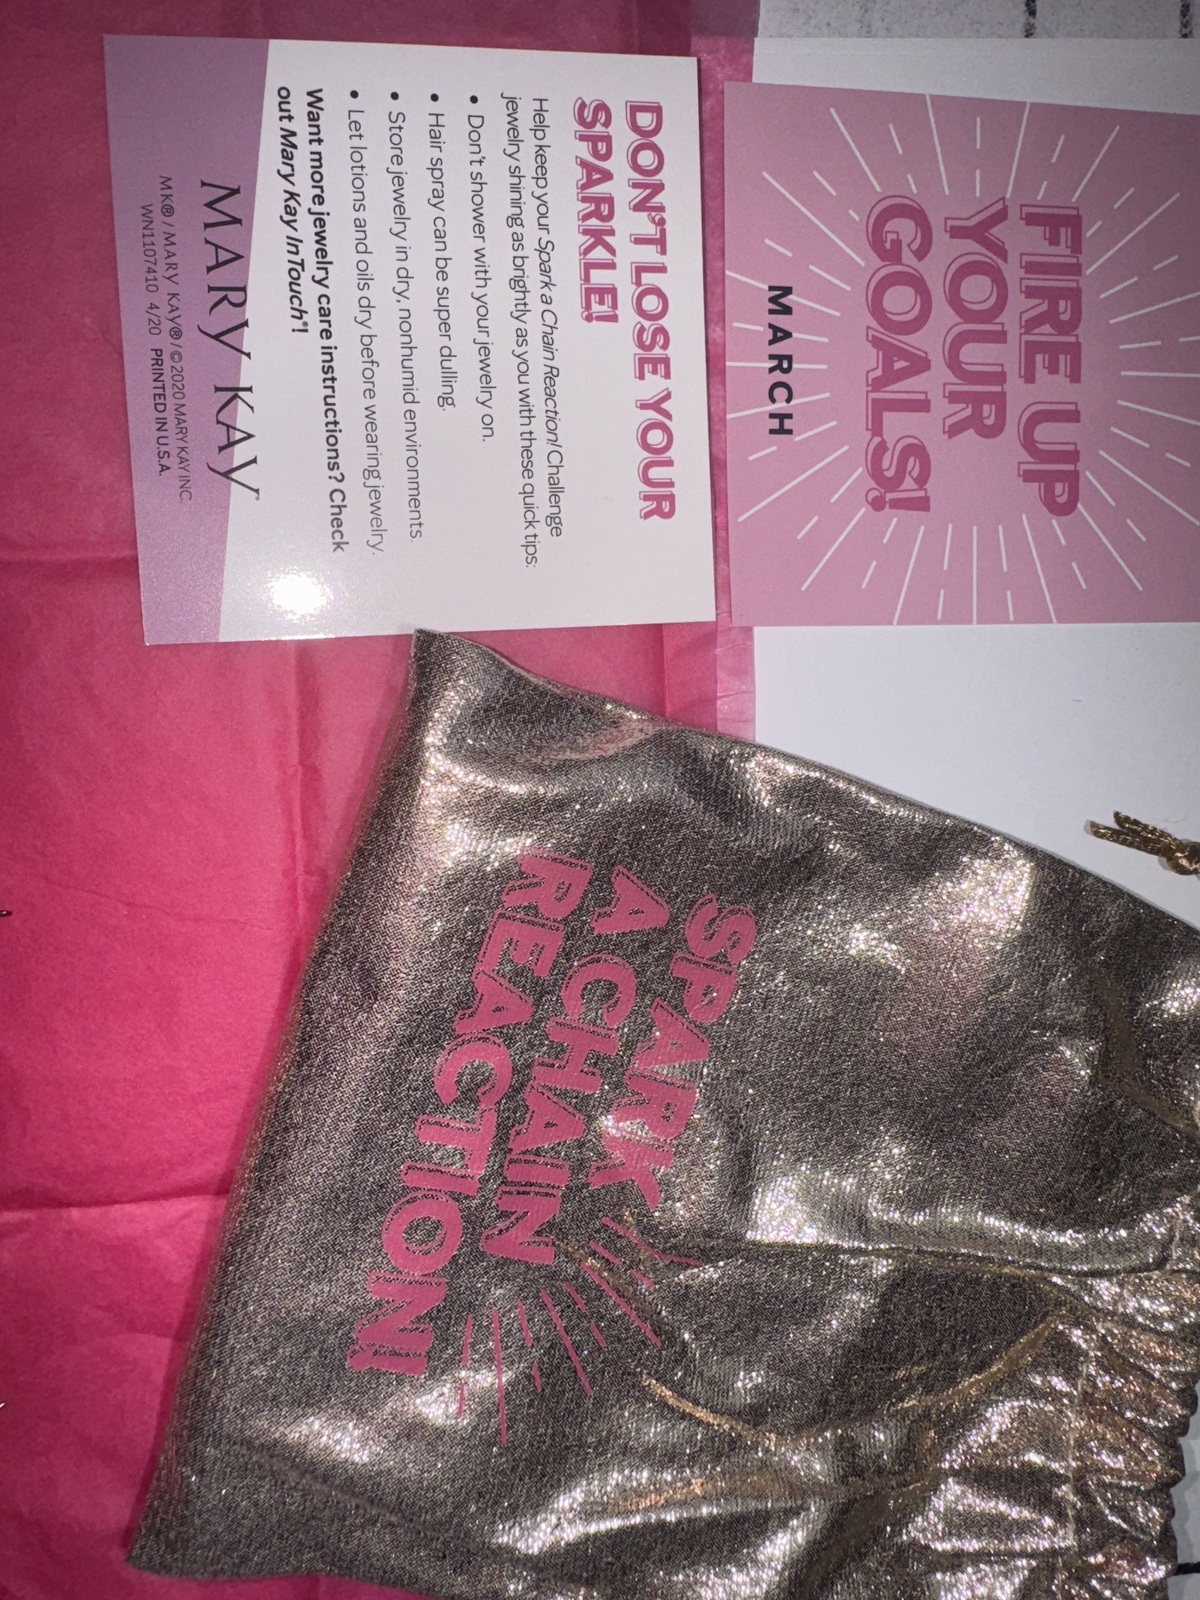 FIRE UP
YOUR
GOALS!
MARCH
DON'T LOSE YOUR
SPARKLE!
Help keep your Spark a Chain Reaction! Challenge
jewelry shining as brightly as you with these quick tips:
• Don't shower with your jewelry on.
• Hair spray can be super dulling.
• Store jewelry in dry, nonhumid environments.
• Let lotions and oils dry before wearing jewelry.
Want more jewelry care instructions? Check
out Mary Kay InTouch®!
MARY KAY
MK® / MARY KAY® / ©2020 MARY KAY INC.
WN1107410 4/20 PRINTED IN U.S.A.
SPARK
A CHAIN
REACTION!